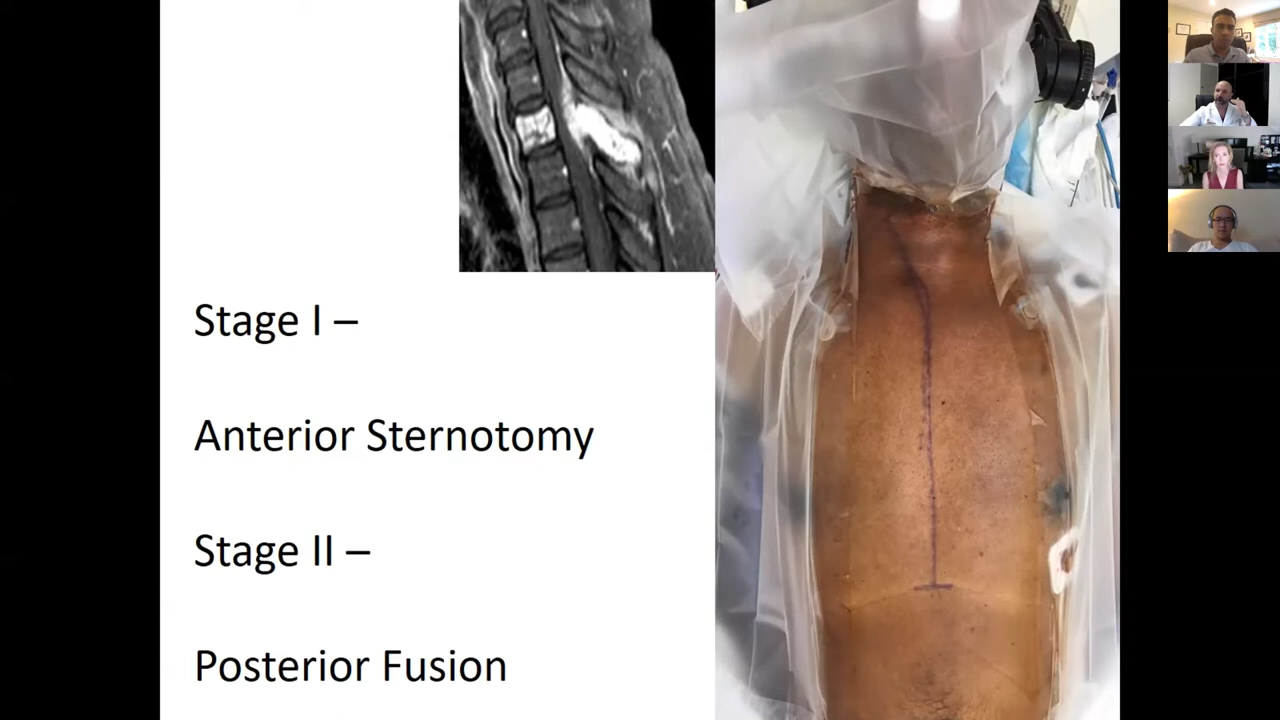 Stage I –
Anterior Sternotomy
Stage II –
Posterior Fusion